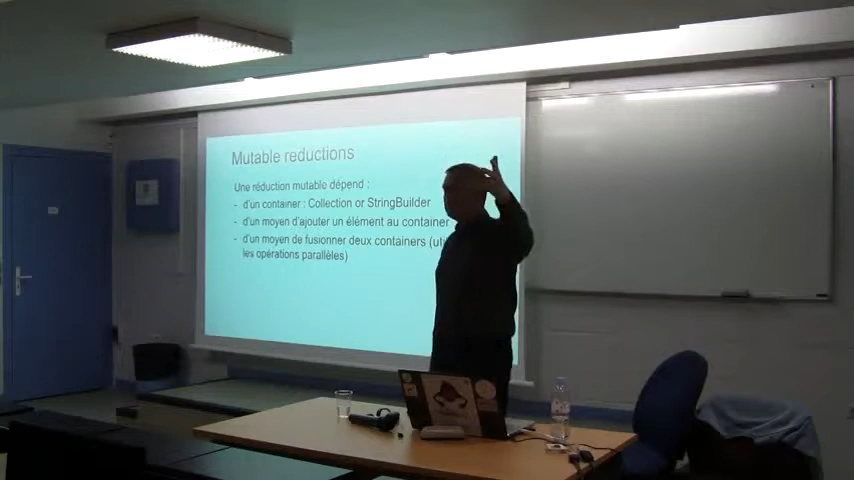 Mutable reductions
Une réduction mutable dépend :
- d'un container : Collection or StringBuilder
- d'un moyen d'ajouter un élément au container
- d'un moyen de fusionner deux containers
les opérations parallèles)